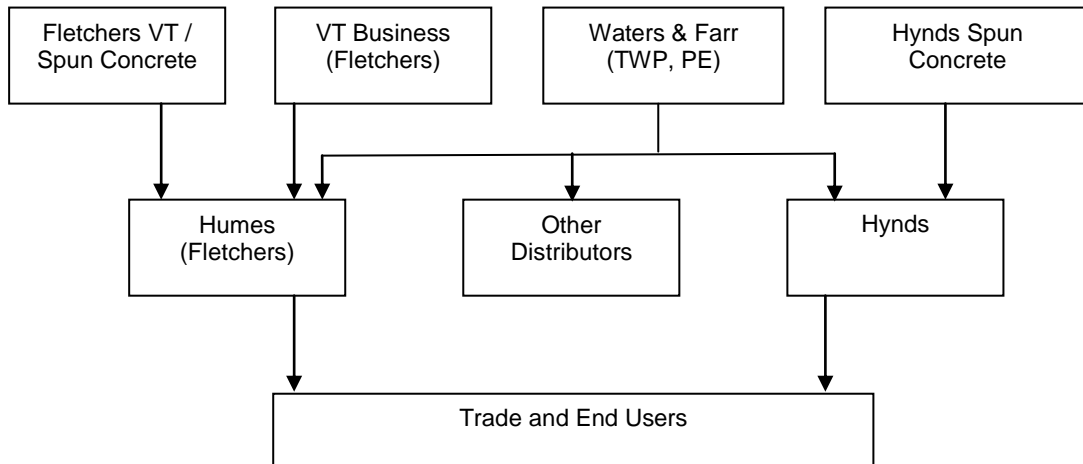 Fletchers VT /
Spun Concrete
VT Business
(Fletchers)
Waters & Farr
(TWP, PE)
Hynds Spun
Concrete
Humes
(Fletchers)
Other
Distributors
Hynds
Trade and End Users